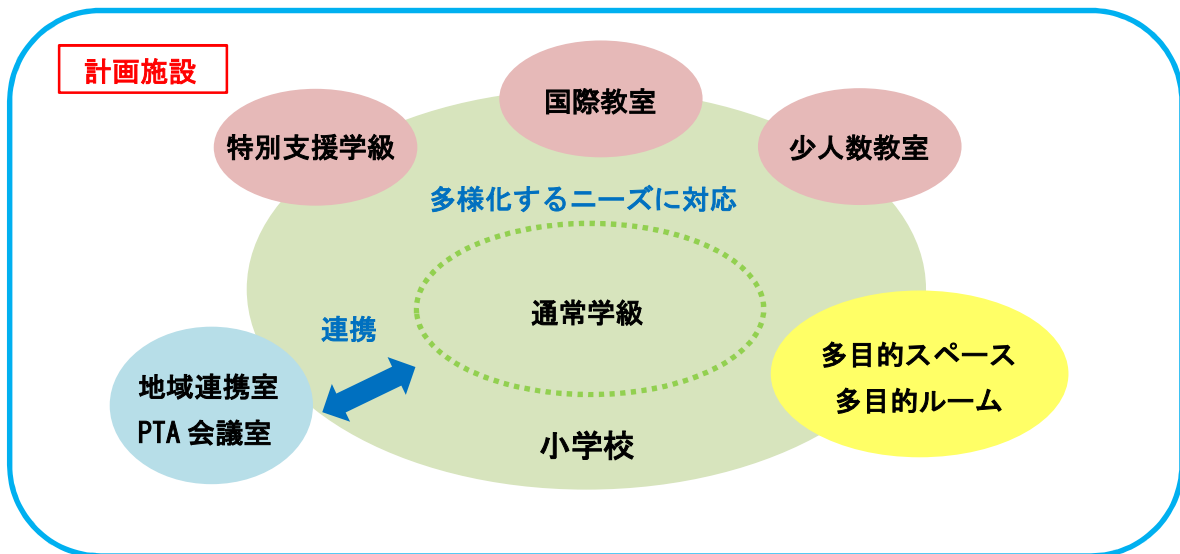 計画施設
国際教室
特別支援学級
少人数教室
多様化するニーズに対応
通常学級
連携
多目的スペース
多目的ルーム
地域連携室
PTA 会議室
小学校